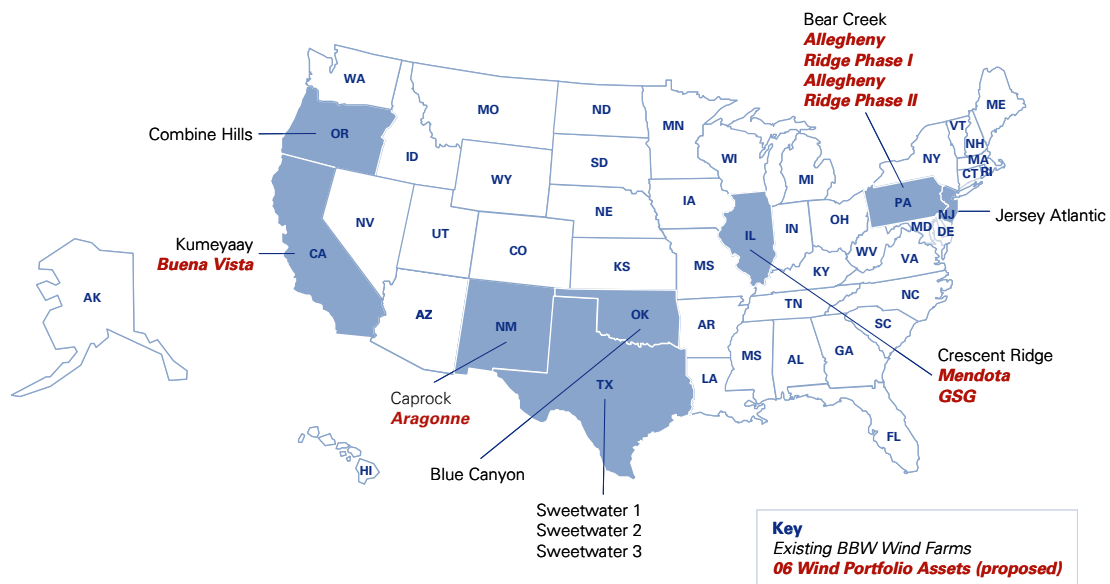 Bear Creek
Allegheny
Ridge Phase I
Allegheny
Ridge Phase II
WA
MO
ND
MN
ME
VT
NH
Combine Hills
OR
ID
SD
WI
MI
NY
MA
CT RI
WY
IA
PA
NJ
Jersey Atlantic
NE
NV
UT
IL
IN
OH
MD
DE
Kumeyaay
Buena Vista
CA
CO
KS
MS
WV
VA
KY
AK
AZ
NM
OK
AR
TN
NC
SC
MS
AL
GA
Crescent Ridge
Mendota
GSG
Caprock
Aragonne
TX
LA
FL
HI
Blue Canyon
Sweetwater 1
Sweetwater 2
Sweetwater 3
Key
Existing BBW Wind Farms
06 Wind Portfolio Assets (proposed)